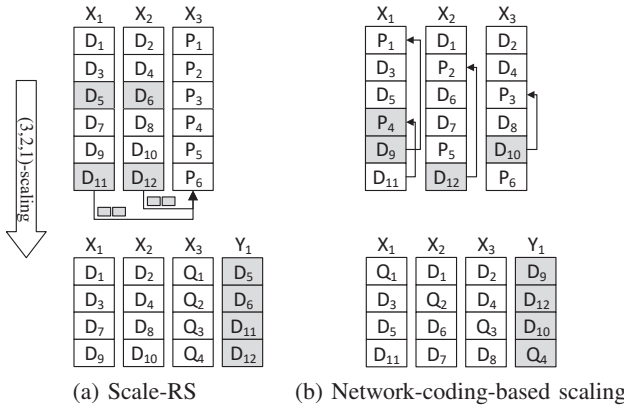 X1 X2 X3
D1 D2 P1
D3 D4 P2
D5 D6 P3
D7 D8 P4
D9 D10 P5
D11 D12 P6
(3,2,1)-scaling
X1 X2 X3 Y1
D1 D2 Q1 D5
D3 D4 Q2 D6
D7 D8 Q3 D11
D9 D10 Q4 D12
(a) Scale-RS
X1 X2 X3
P1 D1 D2
D3 P2 D4
D5 D6 P3
P4 D7 D8
D9 P5 D10
D11 D12 P6
X1 X2 X3 Y1
Q1 D1 D2 D9
D3 Q2 D4 D12
D5 D6 Q3 D10
D11 D7 D8 Q4
(b) Network-coding-based scaling